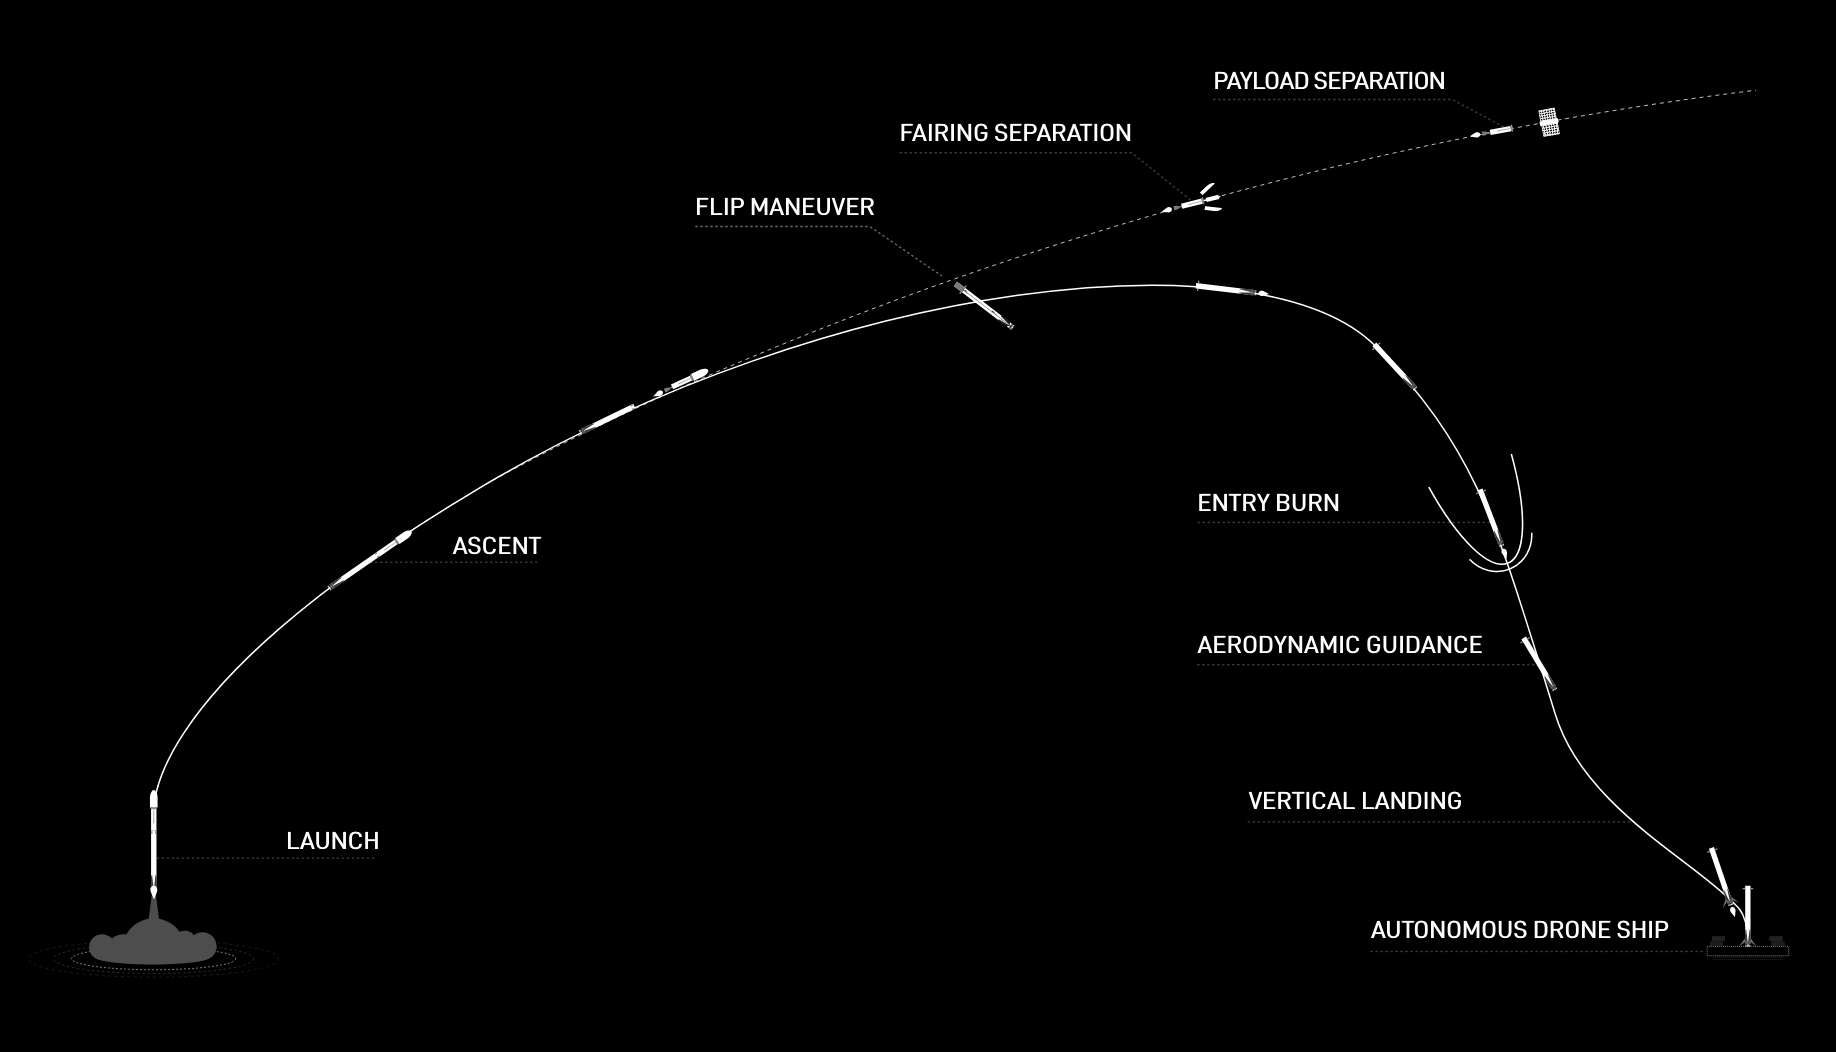 PAYLOAD SEPARATION
FAIRING SEPARATION
FLIP MANEUVER
ENTRY BURN
ASCENT
AERODYNAMIC GUIDANCE
VERTICAL LANDING
LAUNCH
AUTONOMOUS DRONE SHIP